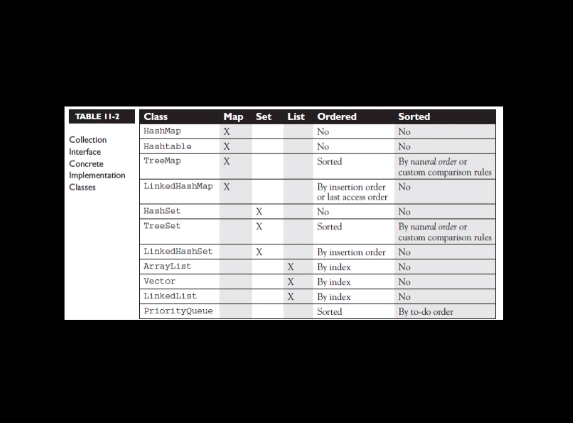 TABLE 11-2
Collection
Interface
Concrete
Implementation
Classes
Class Map Set List Ordered Sorted
HashMap X No No
Hashtable X No No
TreeMap X Sorted By natural order or
custom comparison rules
LinkedHashMap X By insertion order No
or last access order
HashSet X No No
TreeSet X Sorted By natural order or
custom comparison rules
LinkedHashSet X By insertion order No
ArrayList X By index No
Vector X By index No
LinkedList X By index No
PriorityQueue Sorted By to-do order